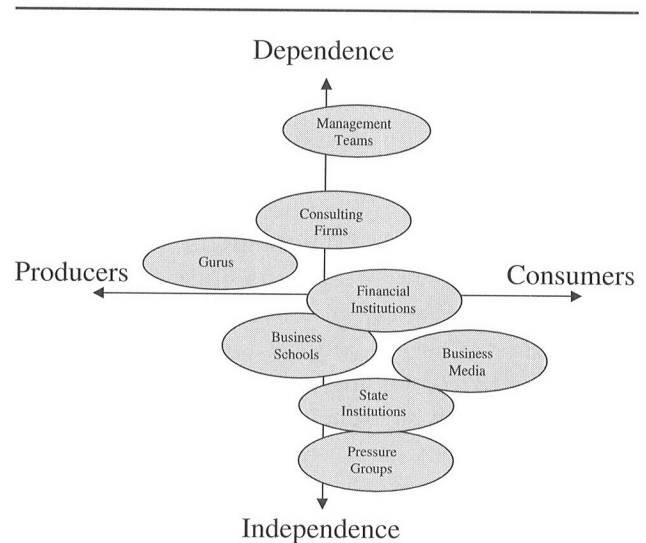 Dependence
Management
Teams
Consulting
Firms
Gurus
Producers
Consumers
Financial
Institutions
Business
Schools
Business
Media
State
Institutions
Pressure
Groups
Independence